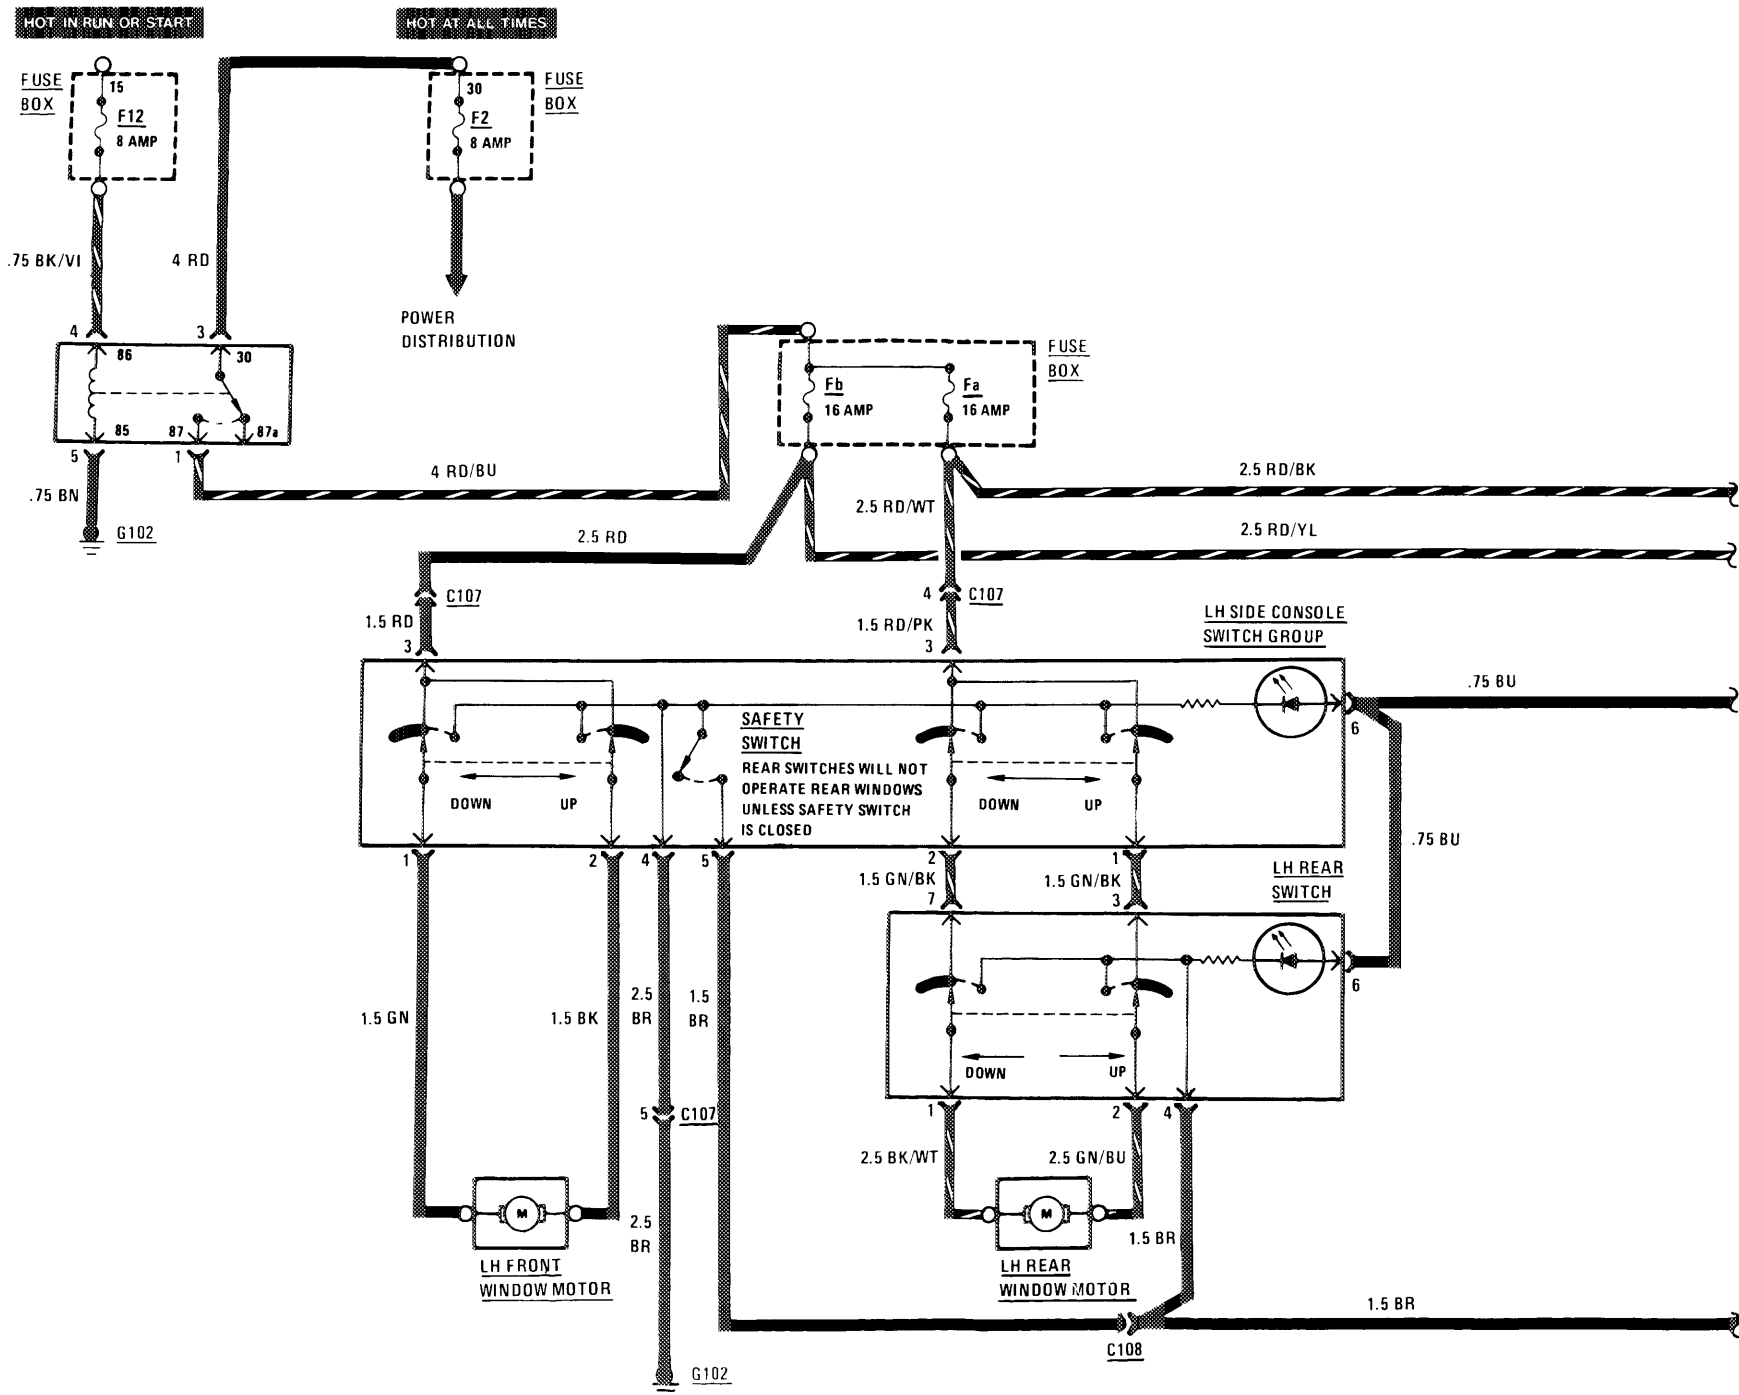 HOT IN RUN OR START
HOT AT ALL TIMES
FUSE
BOX
15
F12
8 AMP
30
F2
8 AMP
FUSE
BOX
.75 BK/VI
4 RD
POWER
DISTRIBUTION
4
3
86
30
85
87
87a
5
1
.75 BN
G102
4 RD/BU
Fb
16 AMP
Fa
16 AMP
FUSE
BOX
2.5 RD/BK
2.5 RD/WT
2.5 RD
2.5 RD/YL
C107
4
C107
1.5 RD
3
1.5 RD/PK
3
LH SIDE CONSOLE
SWITCH GROUP
.75 BU
6
SAFETY
SWITCH
REAR SWITCHES WILL NOT
OPERATE REAR WINDOWS
UNLESS SAFETY SWITCH
IS CLOSED
DOWN
UP
DOWN
UP
.75 BU
1
2
4
5
2
1
1.5 GN/BK
1.5 GN/BK
7
3
LH REAR
SWITCH
6
1.5 GN
1.5 BK
2.5
BR
1.5
BR
DOWN
UP
5
C107
1
2
4
2.5 BK/WT
2.5 GN/BU
M
M
2.5
BR
1.5 BR
LH FRONT
WINDOW MOTOR
LH REAR
WINDOW MOTOR
1.5 BR
C108
G102